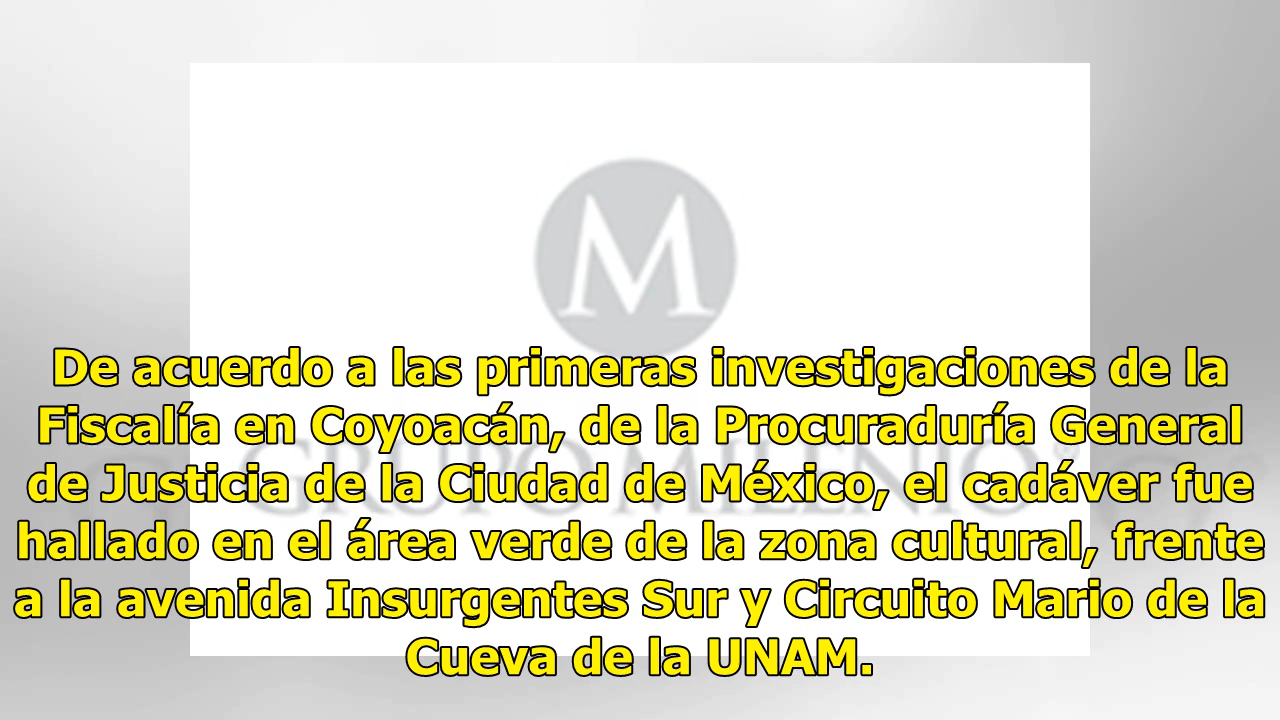 M
De acuerdo a las primeras investigaciones de la
Fiscalía en Coyoacán, de la Procuraduría General
de Justicia de la Ciudad de México, el cadáver fue
hallado en el área verde de la zona cultural, frente
a la avenida Insurgentes Sur y Circuito Mario de la
Cueva de la UNAM.
GRUPO MILENIO